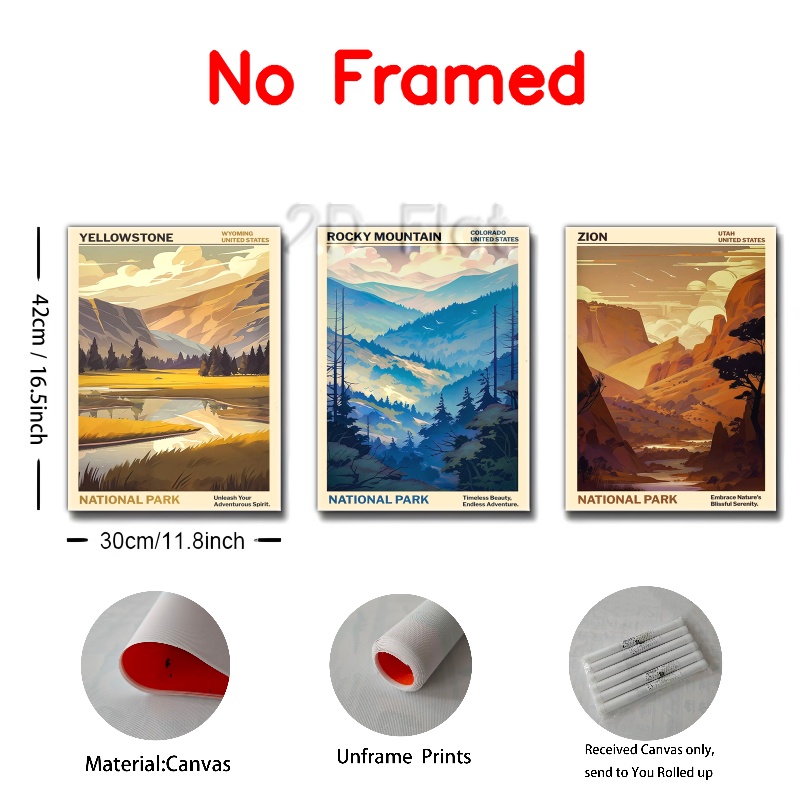 No Framed
2D Flat
YELLOWSTONE
WYOMING
UNITED STATES
ROCKY MOUNTAIN
COLORADO
UNITED STATES
ZION
UTAH
UNITED STATES
42cm / 16.5inch
NATIONAL PARK
Unleash Your
Adventurous Spirit.
NATIONAL PARK
Timeless Beauty,
Endless Adventure.
NATIONAL PARK
Embrace Nature's
Blissful Serenity.
30cm/11.8inch
Material:Canvas
Unframe Prints
Received Canvas only,
send to You Rolled up